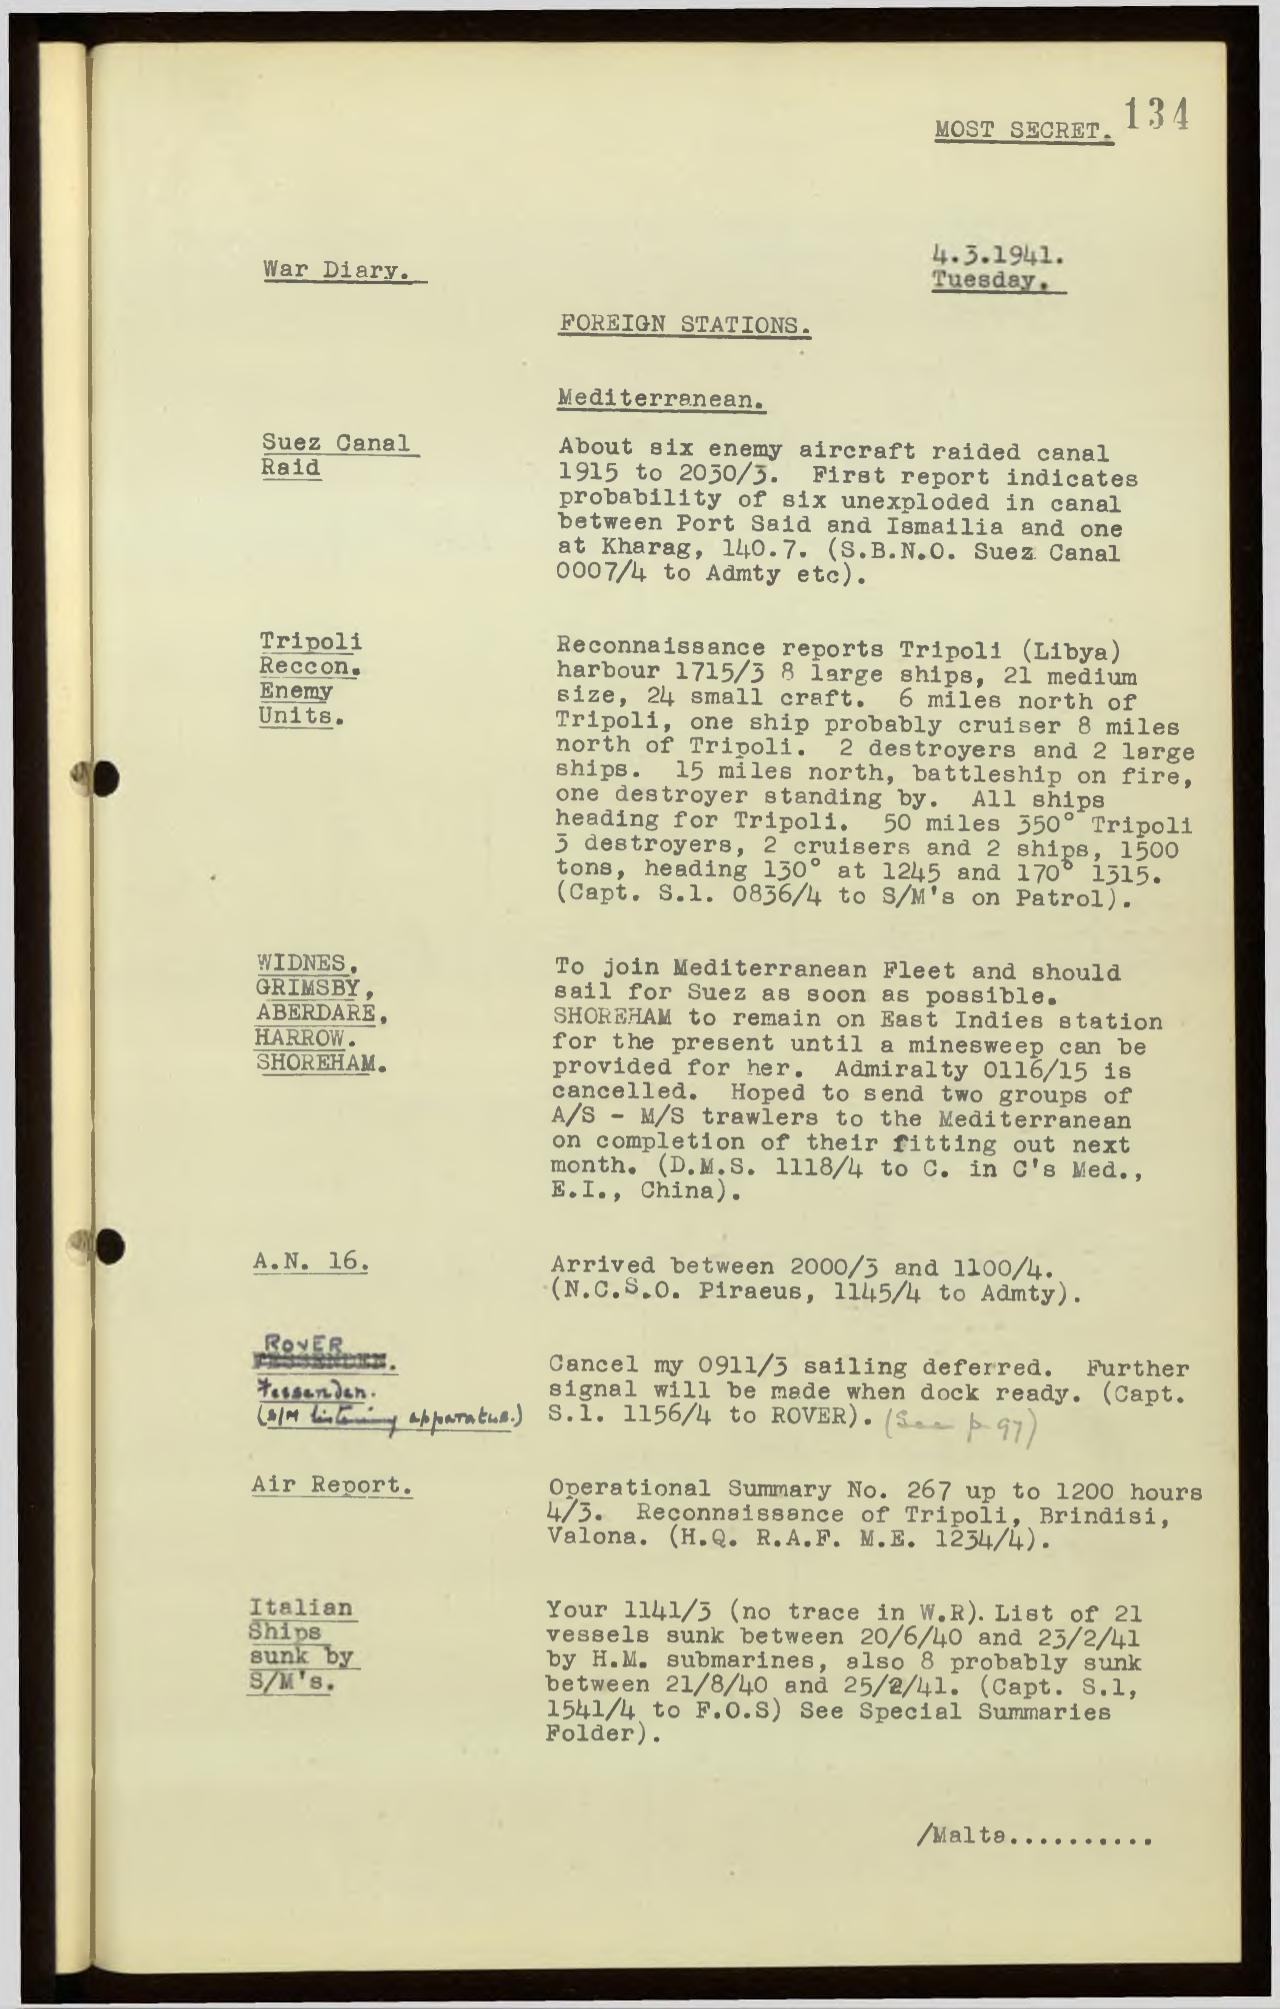 MOST SECRET. 134
War Diary.
4.3.1941.
Tuesday.
FOREIGN STATIONS.
Mediterranean.
Suez Canal
Raid
About six enemy aircraft raided canal
1915 to 2030/3. First report indicates
probability of six unexploded in canal
between Port Said and Ismailia and one
at Kharag, 140.7. (S.B.N.O. Suez Canal
0007/4 to Admty etc).
Tripoli
Reccon.
Enemy
Units.
Reconnaissance reports Tripoli (Libya)
harbour 1715/3 8 large ships, 21 medium
size, 24 small craft. 6 miles north of
Tripoli, one ship probably cruiser 8 miles
north of Tripoli. 2 destroyers and 2 large
ships. 15 miles north, battleship on fire,
one destroyer standing by. All ships
heading for Tripoli. 50 miles 350° Tripoli
3 destroyers, 2 cruisers and 2 ships, 1500
tons, heading 130° at 1245 and 170° 1315.
(Capt. S.1. 0836/4 to S/M's on Patrol).
WIDNES.
GRIMSBY,
ABERDARE.
HARROW.
SHOREHAM.
To join Mediterranean Fleet and should
sail for Suez as soon as possible.
SHOREHAM to remain on East Indies station
for the present until a minesweep can be
provided for her. Admiralty 0116/15 is
cancelled. Hoped to send two groups of
A/S - M/S trawlers to the Mediterranean
on completion of their fitting out next
month. (D.M.S. 1118/4 to C. in C's Med.,
E.I., China).
A.N. 16.
Arrived between 2000/3 and 1100/4.
(N.C.S.O. Piraeus, 1145/4 to Admty).
ROVER
FESSENDEN.
Fessenden.
(S/M listening apparatus.)
Cancel my 0911/3 sailing deferred. Further
signal will be made when dock ready. (Capt.
S.1. 1156/4 to ROVER). (See p 97)
Air Report.
Operational Summary No. 267 up to 1200 hours
4/3. Reconnaissance of Tripoli, Brindisi,
Valona. (H.Q. R.A.F. M.E. 1234/4).
Italian
Ships
sunk by
S/M's.
Your 1141/3 (no trace in W.R). List of 21
vessels sunk between 20/6/40 and 23/2/41
by H.M. submarines, also 8 probably sunk
between 21/8/40 and 25/2/41. (Capt. S.1,
1541/4 to F.O.S) See Special Summaries
Folder).
/Malta..........